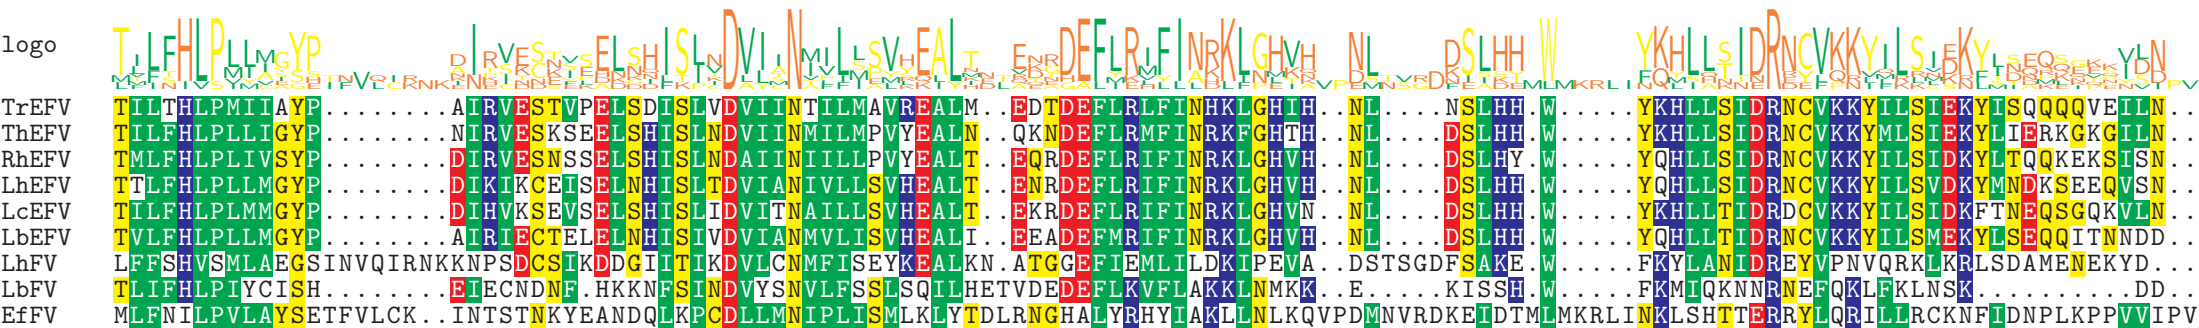 logo
TrEFV TILTHLPMIIAYP........AIRVESTVPELSDISLVDVIINTILMAVREALM..EDTDEFLRLFINHKLGHIH..NL....NSLHH.W.....YKHLLSIDRNCVKKYILSIEKYISQQQQVEILN..
ThEFV TILFHLPLLIGYP........NIRVESKSEELSHISLNDVIINMILMPVYEALN..QKNDEFLRMFINRKFGHTH..NL....DSLHH.W.....YKHLLSIDRNCVKKYMLSIEKYLIERKGKGILN..
RhEFV TMLFHLPLIVSYP........DIRVESNSSELSHISLNDAIINIILLPVYEALT..EQRDEFLRIFINRKLGHVH..NL....DSLHY.W.....YQHLLSIDRNCVKKYILSIDKYLTQQKEKSISN..
LhEFV TTLFHLPLLMGYP........DIKIKCEISELNHISLTDVIANIVLLSVHEALT..ENRDEFLRIFINRKLGHVH..NL....DSLHH.W.....YQHLLSIDRNCVKKYILSVDKYMNDKSEEQVSN..
LcEFV TILFHLPLMMGYP........DIHVKSEVSELSHISLIDVITNAILLSVHEALT..EKRDEFLRIFINRKLGHVN..NL....DSLHH.W.....YKHLLTIDRDCVKKYILSIDKFTNEQSGQKVLN..
LbEFV TVLFHLPLLMGYP........AIRIECTELELNHISIVDVIANMVLISVHEALI..EEADEFMRIFINRKLGHVH..NL....DSLHH.W.....YQHLLTIDRNCVKKYILSMEKYLSEQQITNNDD..
LhFV LFFSHVSMLAEGSINVQIRNKKNPSDCSIKDDGIITIKDVLCNMFISEYKEALKN.ATGGEFIEMLILDKIPEVA..DSTSGDFSAKE.W.....FKYLANIDREYVPNVQRKLKRLSDAMENEKYD...
LbFV TLIFHLPIYCISH........EIECNDNF.HKKNFSINDVYSNVLFSSLSQILHETVDEDEFLKVFLAKKLNMKK..E.....KISSH.W.....FKMIQKNNRNEFQKLFKLNSK..........DD..
EfFV MLFNILPVLAYSETFVLCK..INTSTNKYEANDQLKPCDLLMNIPLISMLKLYTDLRNGHALYRHYIAKLLNLKQVPDMNVRDKEIDTMLMKRLINKLSHTTERRYLQRILLRCKNFIDNPLKPPVVIPV